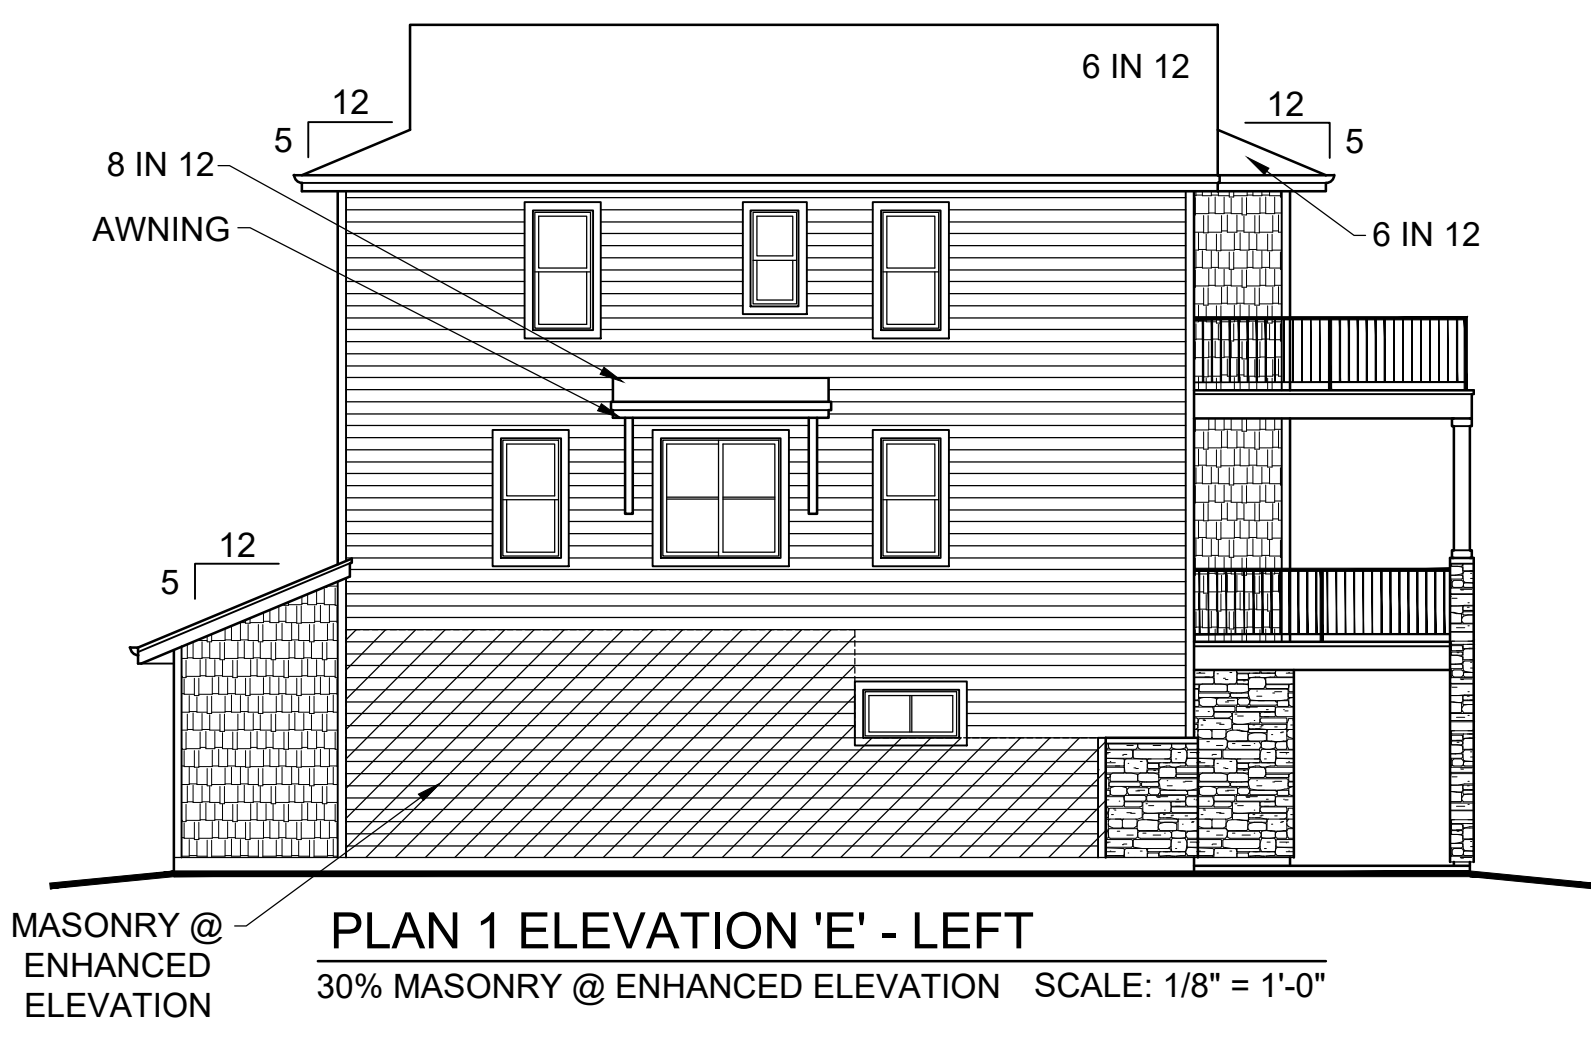 6 IN 12
12
5
12
5
8 IN 12
AWNING
6 IN 12
12
5
MASONRY @
ENHANCED
ELEVATION
PLAN 1 ELEVATION 'E' - LEFT
30% MASONRY @ ENHANCED ELEVATION SCALE: 1/8" = 1'-0"